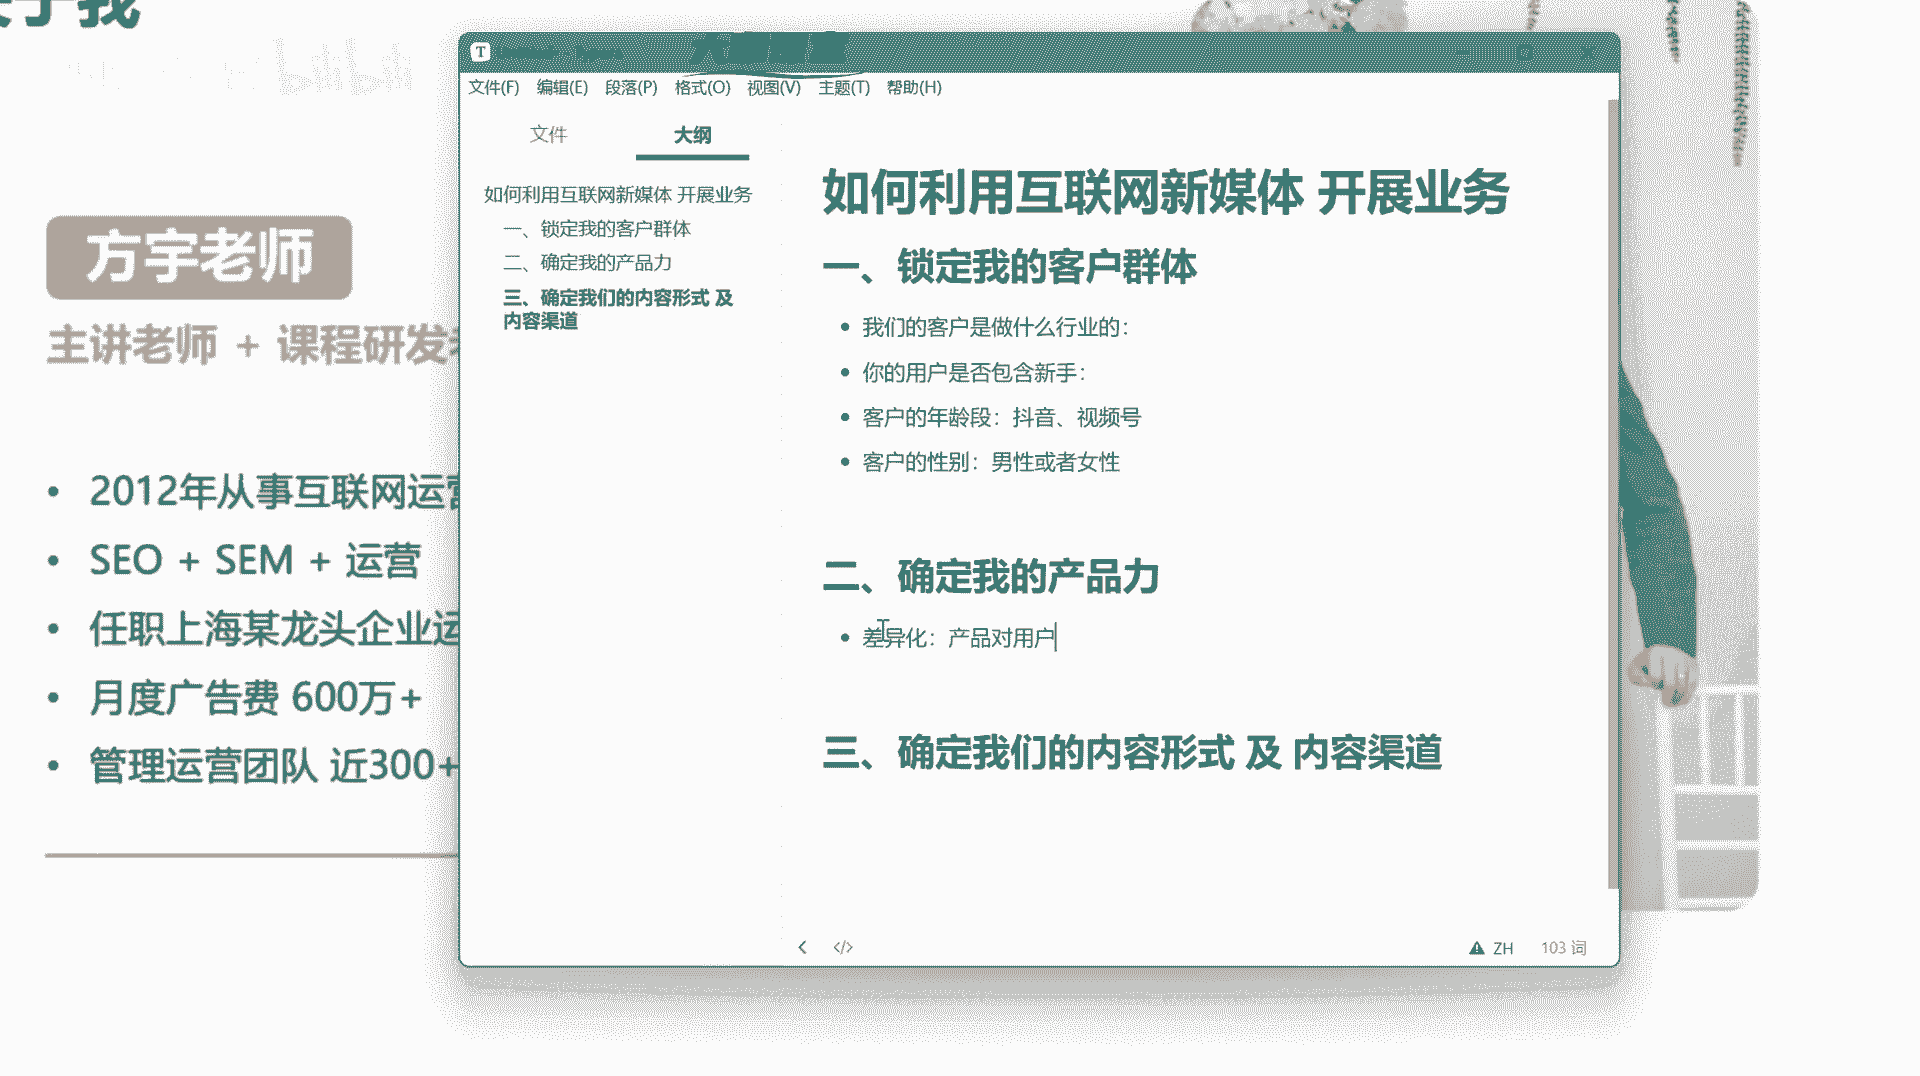 关于我
bilibili
方宇老师
主讲老师 + 课程研发
2012年从事互联网运营
SEO + SEM + 运营
任职上海某龙头企业运
月度广告费 600万+
管理运营团队 近300+
T
文件(F) 编辑(E) 段落(P) 格式(O) 视图(V) 主题(T) 帮助(H)
文件 大纲
如何利用互联网新媒体 开展业务
一、锁定我的客户群体
二、确定我的产品力
三、确定我们的内容形式 及
内容渠道
如何利用互联网新媒体 开展业务
一、锁定我的客户群体
我们的客户是做什么行业的：
你的用户是否包含新手：
客户的年龄段：抖音、视频号
客户的性别：男性或者女性
二、确定我的产品力
差异化：产品对用户
三、确定我们的内容形式 及 内容渠道
</> ZH 103 词